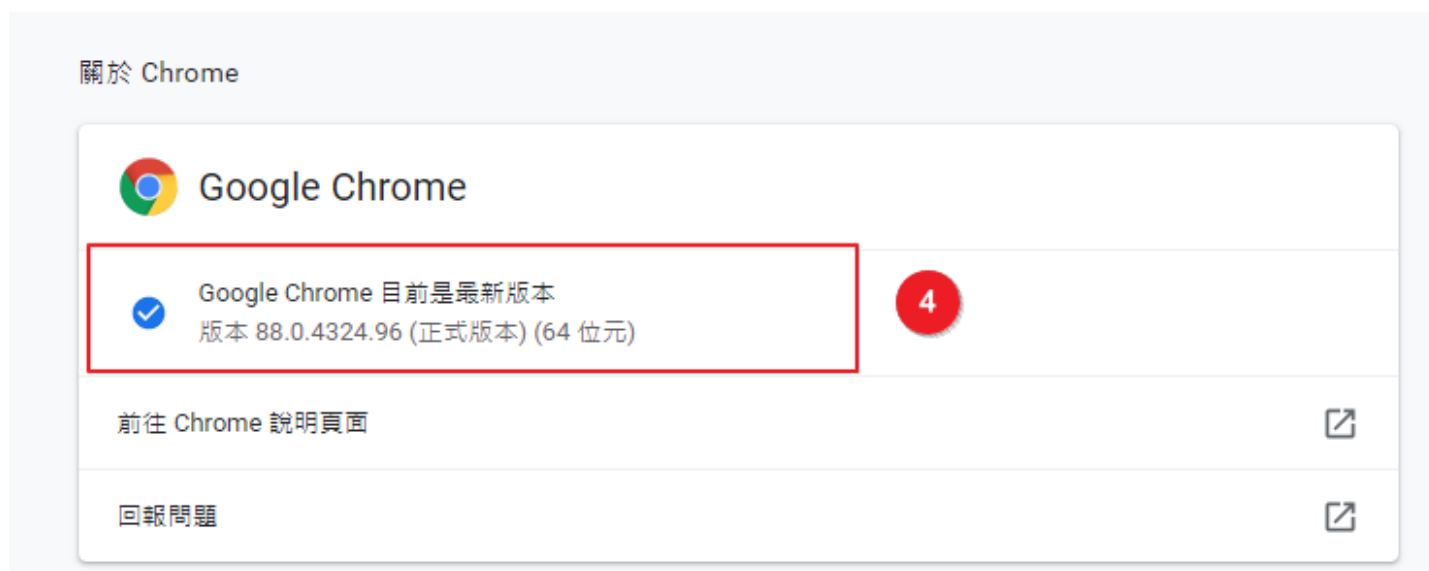 關於 Chrome
Google Chrome
Google Chrome 目前是最新版本
4
版本 88.0.4324.96 (正式版本) (64 位元)
前往 Chrome 說明頁面
回報問題